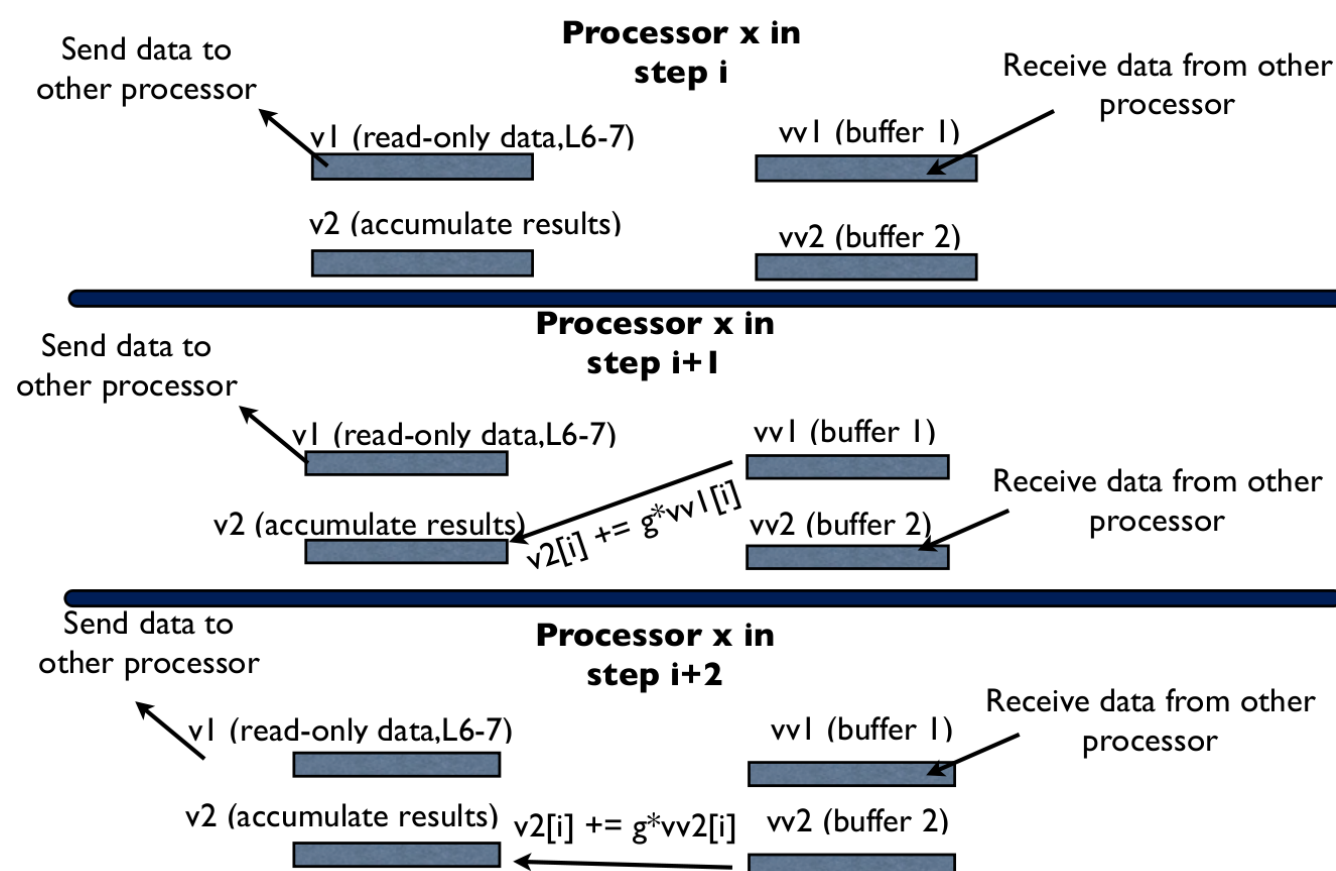 Processor x in
step i
Send data to
other processor
Receive data from other
processor
v1 (read-only data,L6-7)
vv1 (buffer 1)
v2 (accumulate results)
vv2 (buffer 2)
Processor x in
step i+1
Send data to
other processor
v1 (read-only data,L6-7)
vv1 (buffer 1)
Receive data from other
processor
v2 (accumulate results)
v2[i] += g*vv1[i]
vv2 (buffer 2)
Processor x in
step i+2
Send data to
other processor
Receive data from other
processor
v1 (read-only data,L6-7)
vv1 (buffer 1)
v2 (accumulate results)
v2[i] += g*vv2[i]
vv2 (buffer 2)